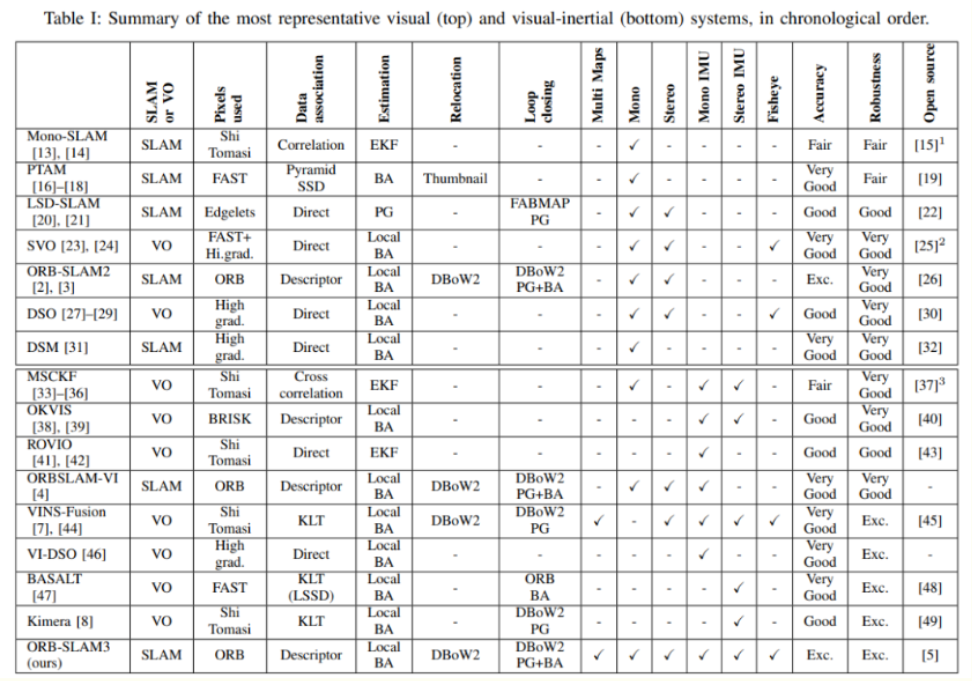 Table I: Summary of the most representative visual (top) and visual-inertial (bottom) systems, in chronological order.
SLAM or VO | Pixels used | Data association | Estimation | Relocation | Loop closing | Multi Maps | Mono | Stereo | Mono IMU | Stereo IMU | Fisheye | Accuracy | Robustness | Open source
Mono-SLAM [13], [14] | SLAM | Shi Tomasi | Correlation | EKF | - | - | - | ✓ | - | - | - | - | Fair | Fair | [15]¹
PTAM [16]–[18] | SLAM | FAST | Pyramid SSD | BA | Thumbnail | - | - | ✓ | - | - | - | - | Very Good | Fair | [19]
LSD-SLAM [20], [21] | SLAM | Edgelets | Direct | PG | - | FABMAP PG | - | ✓ | ✓ | - | - | - | Good | Good | [22]
SVO [23], [24] | VO | FAST+ Hi.grad. | Direct | Local BA | - | - | - | ✓ | ✓ | - | - | ✓ | Very Good | Very Good | [25]²
ORB-SLAM2 [2], [3] | SLAM | ORB | Descriptor | Local BA | DBoW2 | DBoW2 PG+BA | - | ✓ | ✓ | - | - | - | Exc. | Very Good | [26]
DSO [27]–[29] | VO | High grad. | Direct | Local BA | - | - | - | ✓ | ✓ | - | - | ✓ | Good | Very Good | [30]
DSM [31] | SLAM | High grad. | Direct | Local BA | - | - | - | ✓ | - | - | - | - | Very Good | Very Good | [32]
MSCKF [33]–[36] | VO | Shi Tomasi | Cross correlation | EKF | - | - | - | ✓ | - | ✓ | ✓ | - | Fair | Very Good | [37]³
OKVIS [38], [39] | VO | BRISK | Descriptor | Local BA | - | - | - | - | - | ✓ | ✓ | - | Good | Very Good | [40]
ROVIO [41], [42] | VO | Shi Tomasi | Direct | EKF | - | - | - | - | - | ✓ | - | - | Good | Good | [43]
ORBSLAM-VI [4] | SLAM | ORB | Descriptor | Local BA | DBoW2 | DBoW2 PG+BA | - | ✓ | ✓ | ✓ | - | - | Very Good | Very Good | -
VINS-Fusion [7], [44] | VO | Shi Tomasi | KLT | Local BA | DBoW2 | DBoW2 PG | ✓ | - | ✓ | ✓ | ✓ | ✓ | Very Good | Exc. | [45]
VI-DSO [46] | VO | High grad. | Direct | Local BA | - | - | - | - | - | ✓ | - | - | Very Good | Exc. | -
BASALT [47] | VO | FAST | KLT (LSSD) | Local BA | - | ORB BA | - | - | - | - | ✓ | - | Very Good | Exc. | [48]
Kimera [8] | VO | Shi Tomasi | KLT | Local BA | - | DBoW2 PG | - | - | - | - | ✓ | - | Good | Exc. | [49]
ORB-SLAM3 (ours) | SLAM | ORB | Descriptor | Local BA | DBoW2 | DBoW2 PG+BA | ✓ | ✓ | ✓ | ✓ | ✓ | ✓ | Exc. | Exc. | [5]